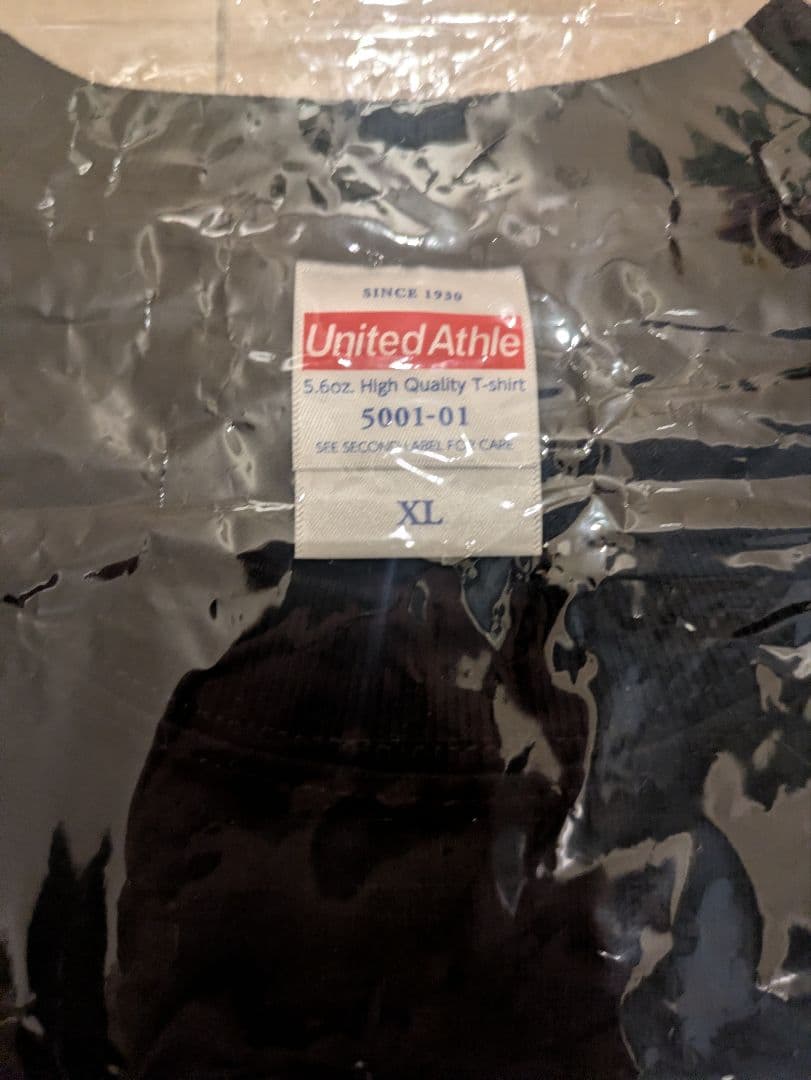 SINCE 1930
United Athle
5.6oz. High Quality T-shirt
5001-01
SEE SECOND LABEL FOR CARE
XL